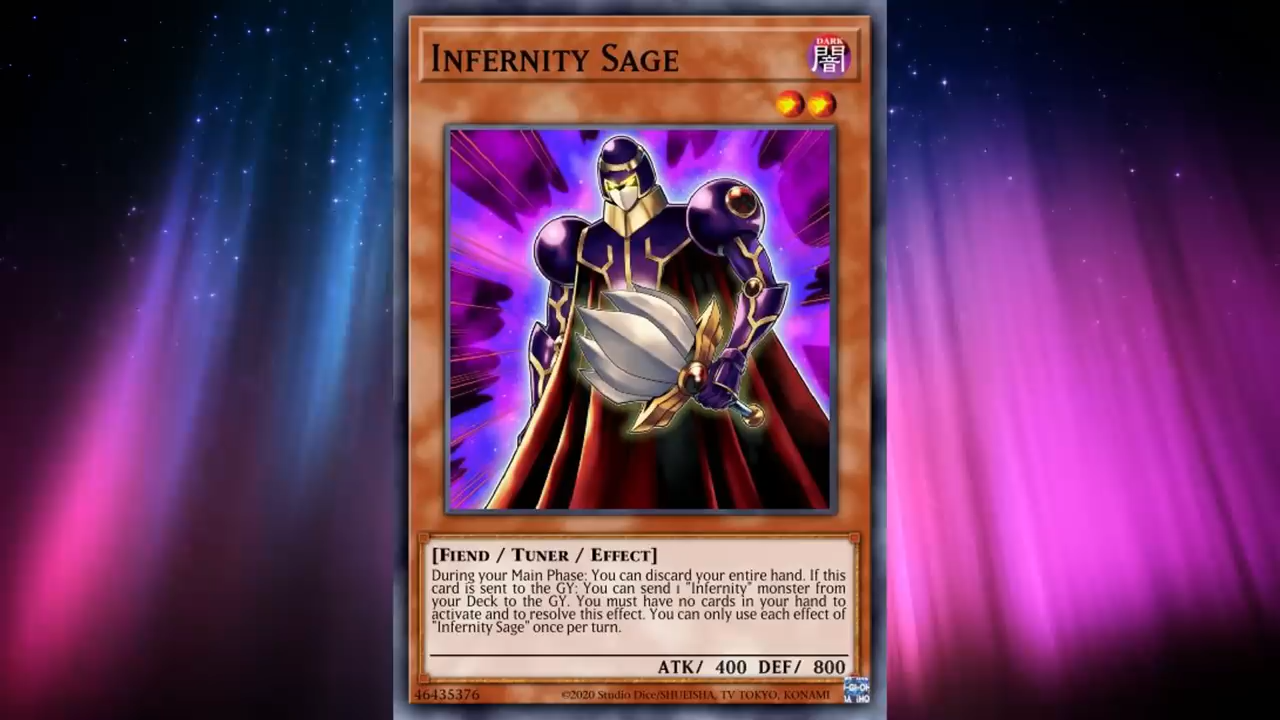 Infernity Sage
DARK
闇
[Fiend / Tuner / Effect]
During your Main Phase: You can discard your entire hand. If this
card is sent to the GY: You can send 1 "Infernity" monster from
your Deck to the GY. You must have no cards in your hand to
activate and to resolve this effect. You can only use each effect of
"Infernity Sage" once per turn.
ATK/ 400 DEF/ 800
46435376
©2020 Studio Dice/SHUEISHA, TV TOKYO, KONAMI